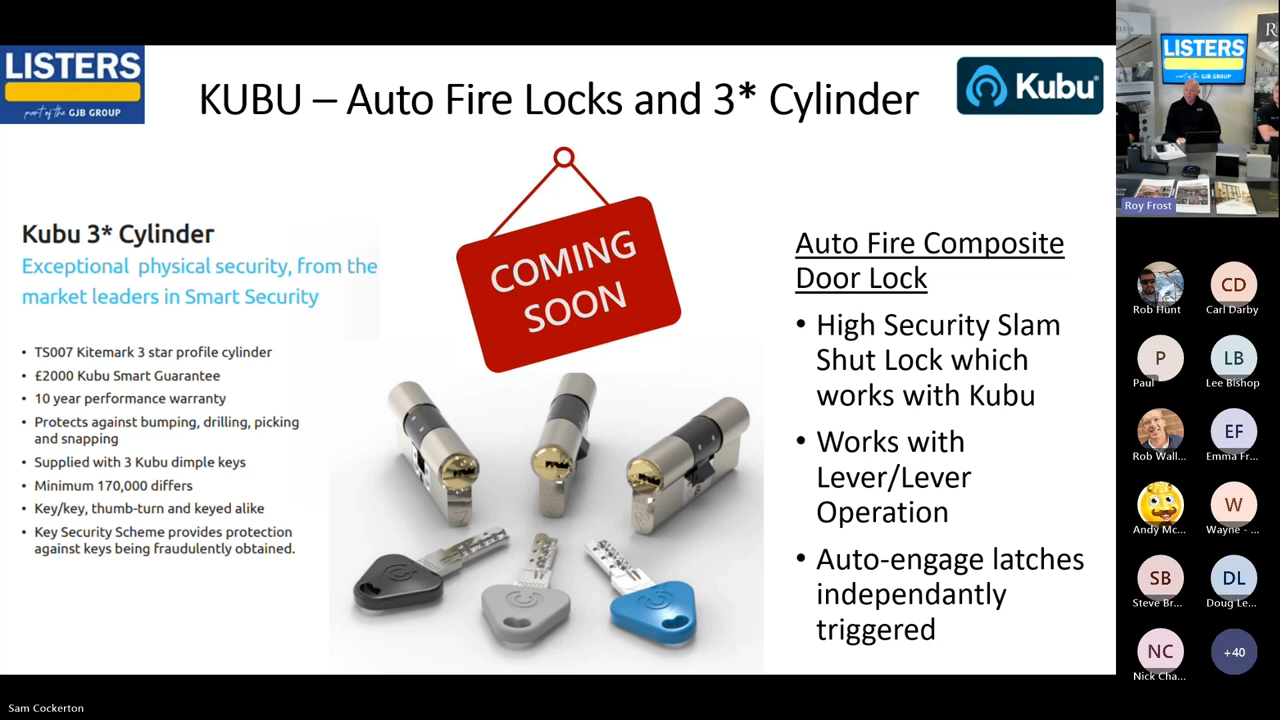 LISTERS
part of the GJB GROUP
KUBU – Auto Fire Locks and 3* Cylinder
Kubu®
Kubu 3* Cylinder
Exceptional physical security, from the
market leaders in Smart Security
• TS007 Kitemark 3 star profile cylinder
• £2000 Kubu Smart Guarantee
• 10 year performance warranty
• Protects against bumping, drilling, picking
and snapping
• Supplied with 3 Kubu dimple keys
• Minimum 170,000 differs
• Key/key, thumb-turn and keyed alike
• Key Security Scheme provides protection
against keys being fraudulently obtained.
COMING
SOON
Auto Fire Composite
Door Lock
• High Security Slam
Shut Lock which
works with Kubu
• Works with
Lever/Lever
Operation
• Auto-engage latches
independantly
triggered
LISTERS
part of the GJB GROUP
Roy Frost
Rob Hunt
CD
Carl Darby
P
Paul
LB
Lee Bishop
Rob Wall...
EF
Emma Fr...
Andy Mc...
W
Wayne - ...
SB
Steve Br...
DL
Doug Le...
NC
Nick Cha...
+40
Sam Cockerton